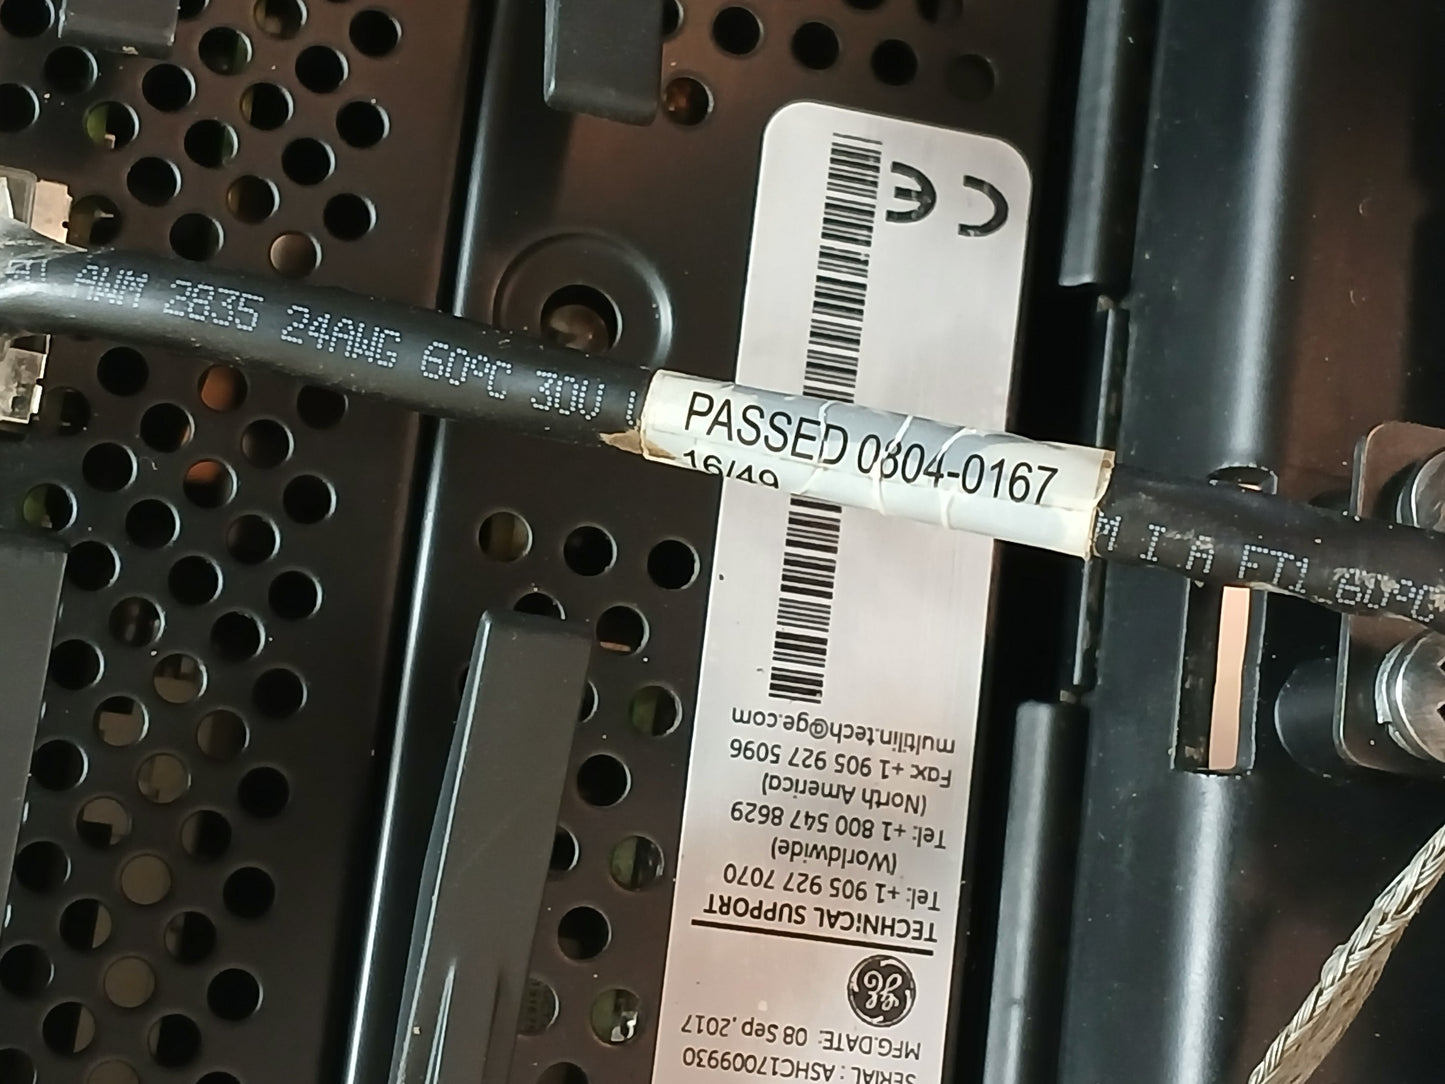 AWM 2835 24AWG 60°C 30V
PASSED 0804-0167
16/49
M I A FT1 60°C
CE
SERIAL : ASHC17009930
MFG.DATE: 08 Sep, 2017
TECHNiCAL SUPPORT
Tel: +1 905 927 7070
(Worldwide)
Tel: +1 800 547 8629
(North America)
Fax: +1 905 927 5096
multilin.tech@ge.com